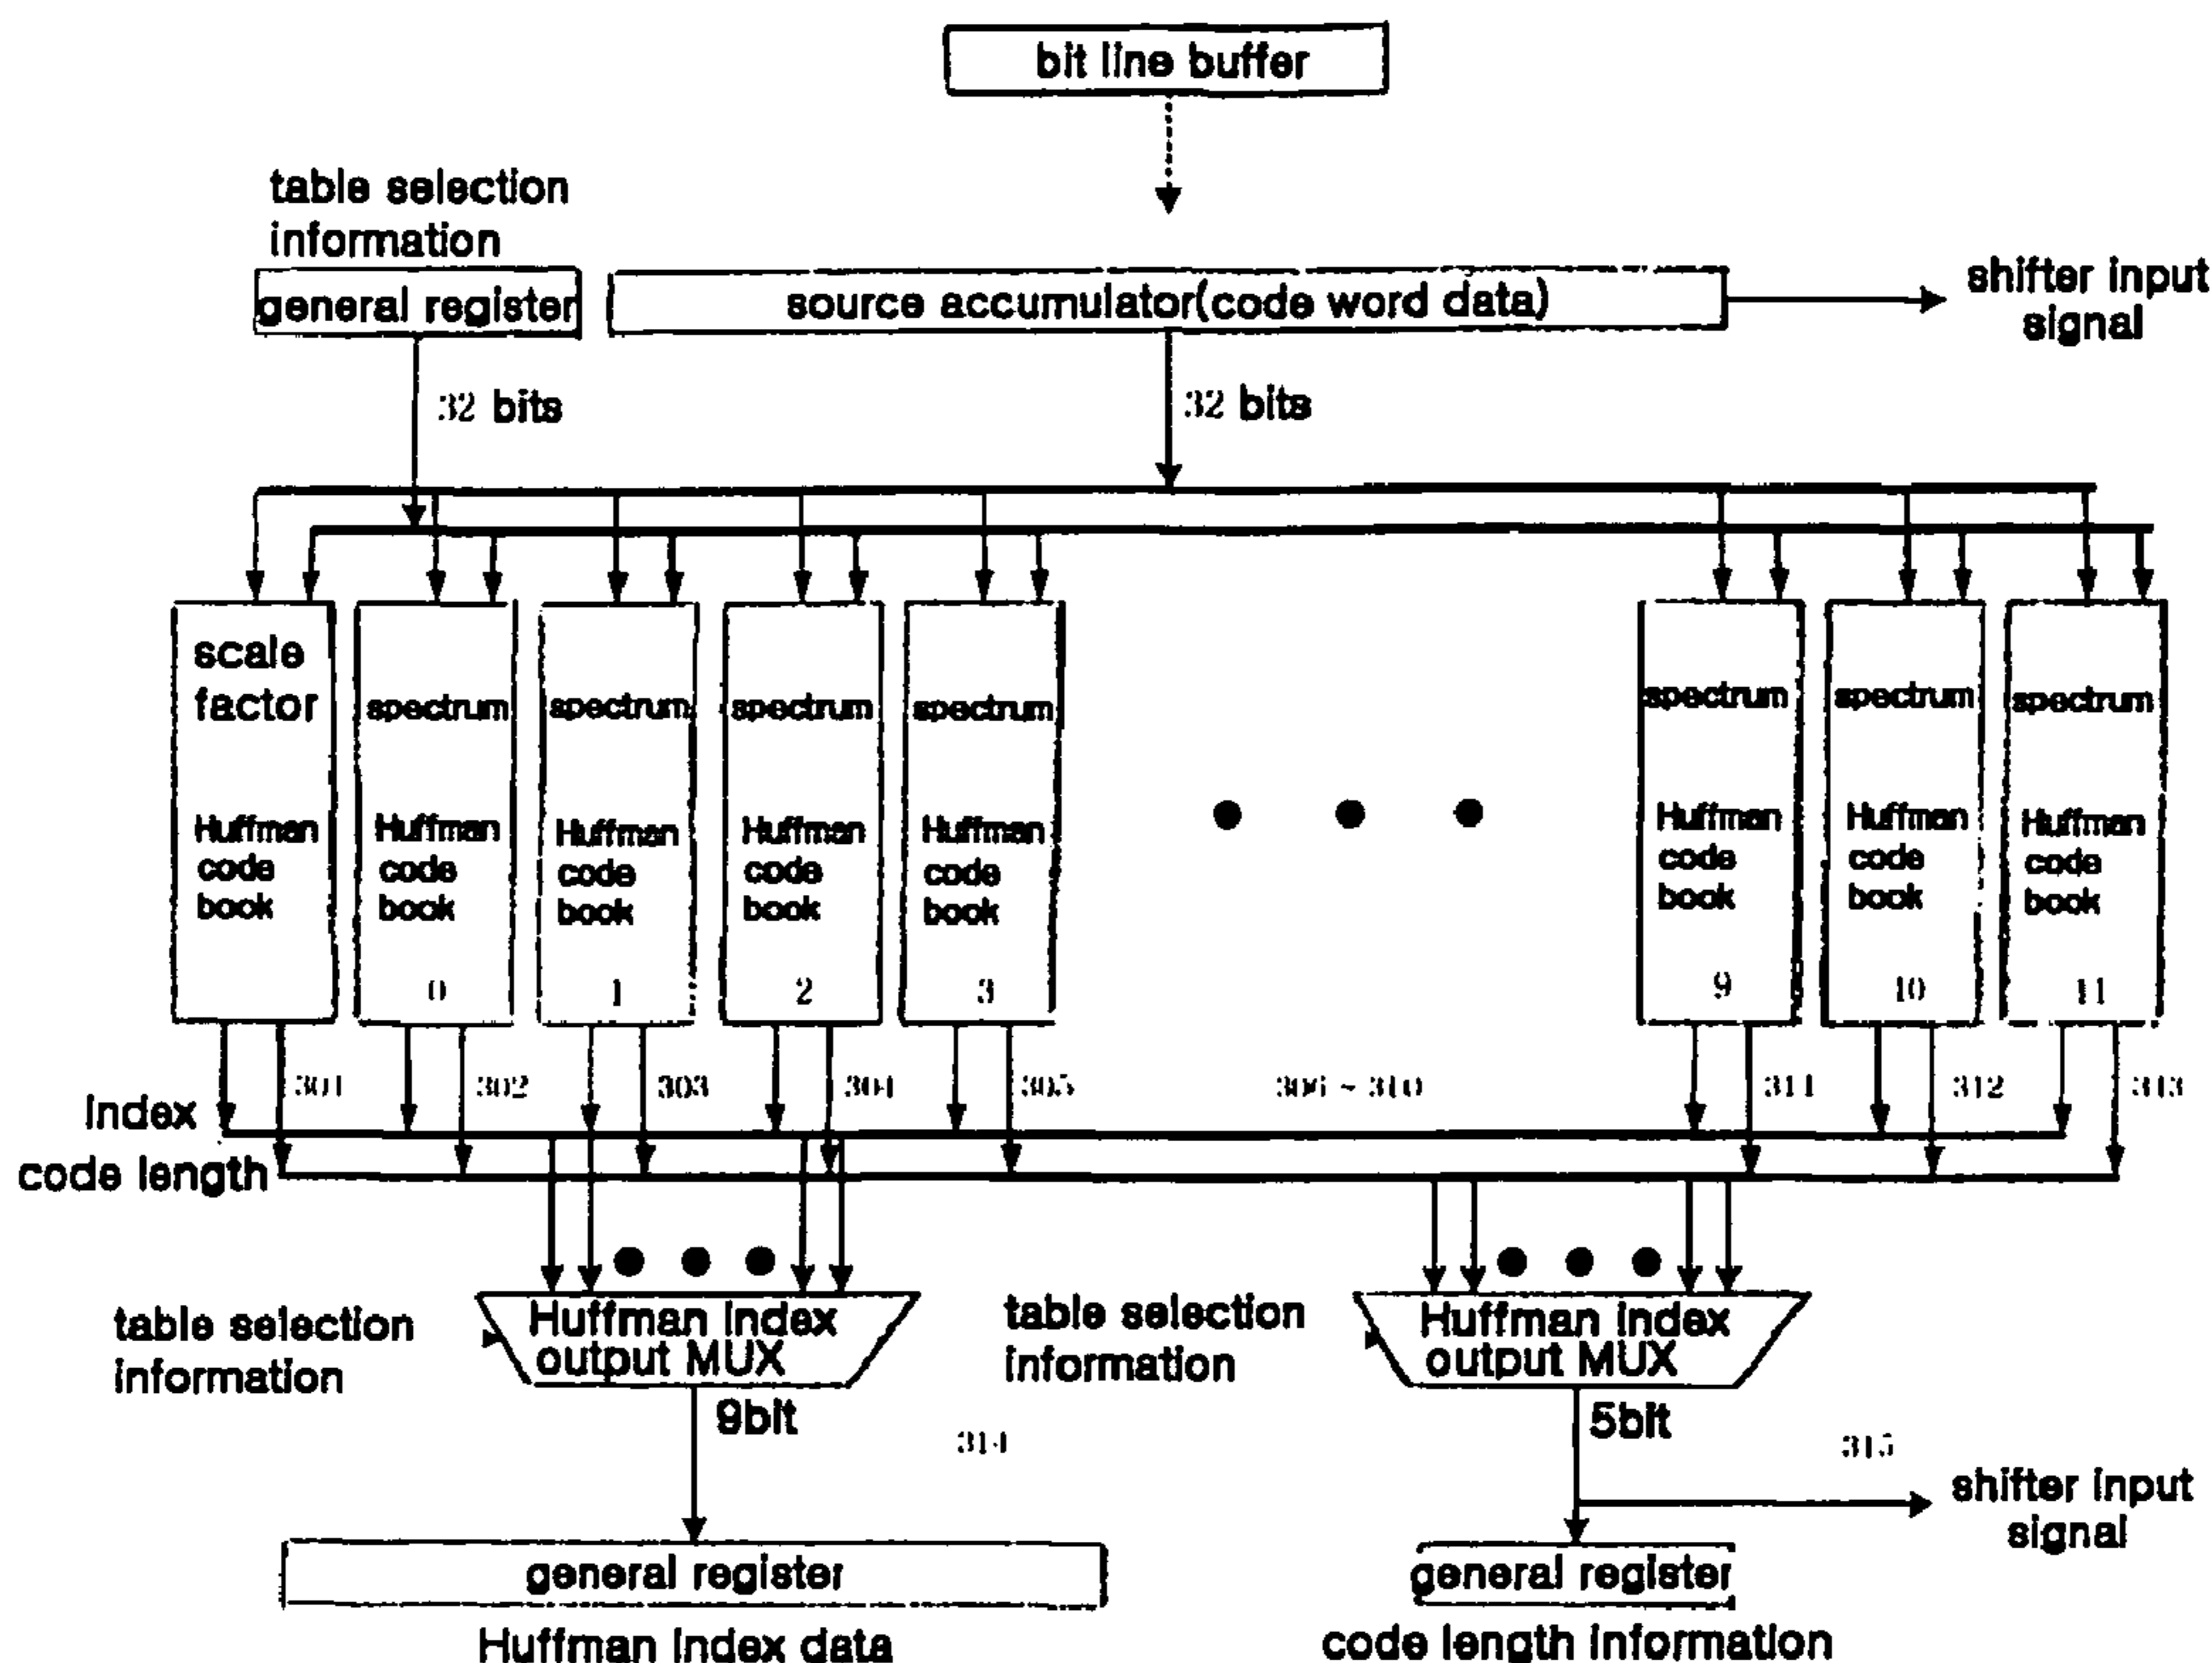 bit line buffer
table selection
information
general register
source accumulator(code word data)
shifter input
signal
32 bits
32 bits
scale
factor
Huffman
code
book
spectrum
Huffman
code
book
0
spectrum
Huffman
code
book
1
spectrum
Huffman
code
book
2
spectrum
Huffman
code
book
3
spectrum
Huffman
code
book
9
spectrum
Huffman
code
book
10
spectrum
Huffman
code
book
11
301
302
303
304
305
306 ~ 310
311
312
313
Index
code length
table selection
information
Huffman index
output MUX
table selection
information
Huffman index
output MUX
9bit
314
5bit
315
shifter input
signal
general register
Huffman index data
general register
code length information